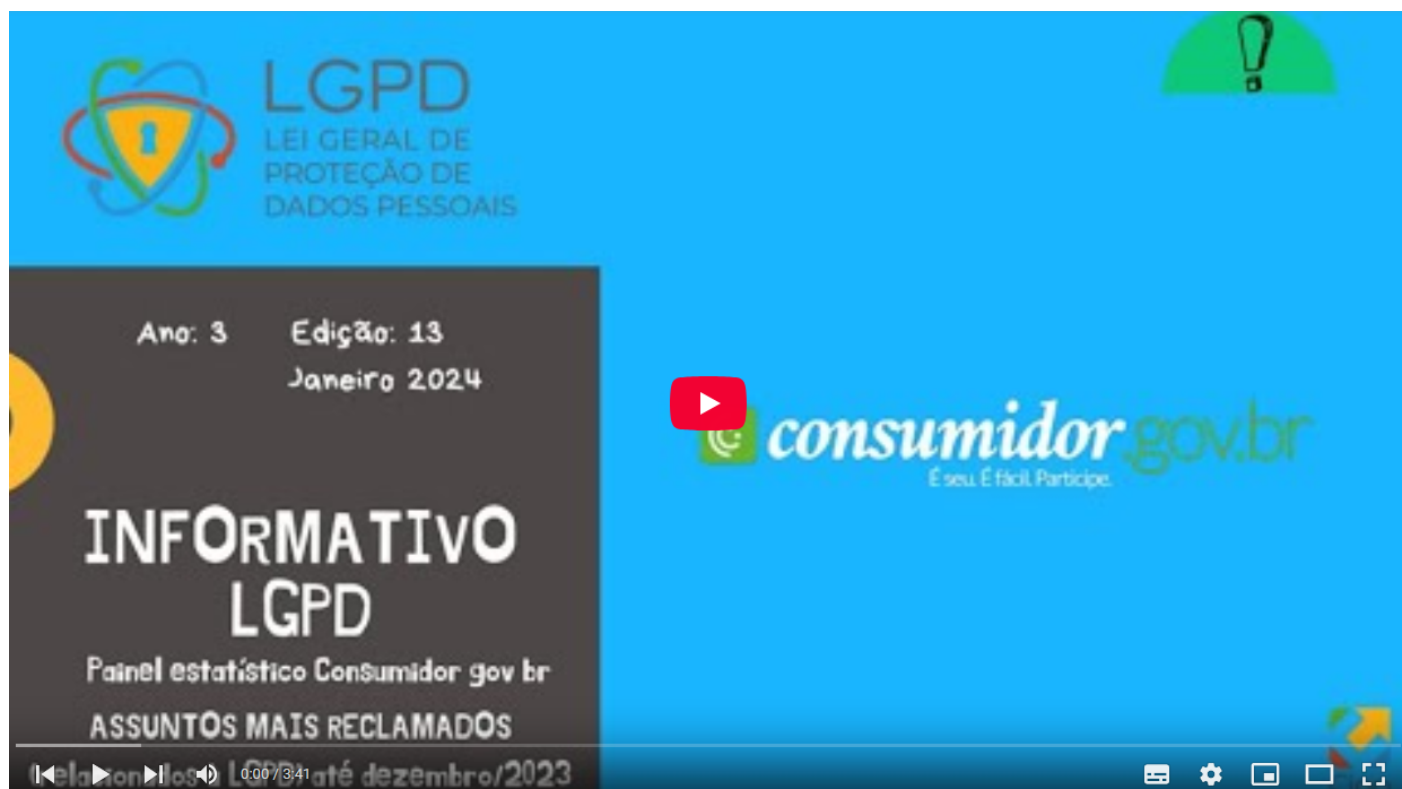 !
LGPD
LEI GERAL DE
PROTEÇÃO DE
DADOS PESSOAIS
Ano: 3 Edição: 13
Janeiro 2024
consumidor.gov.br
É seu. É fácil. Participe.
INFORMATIVO
LGPD
Painel estatístico Consumidor gov br
ASSUNTOS MAIS RECLAMADOS
LGPD) até dezembro/2023
0:00 / 3:41